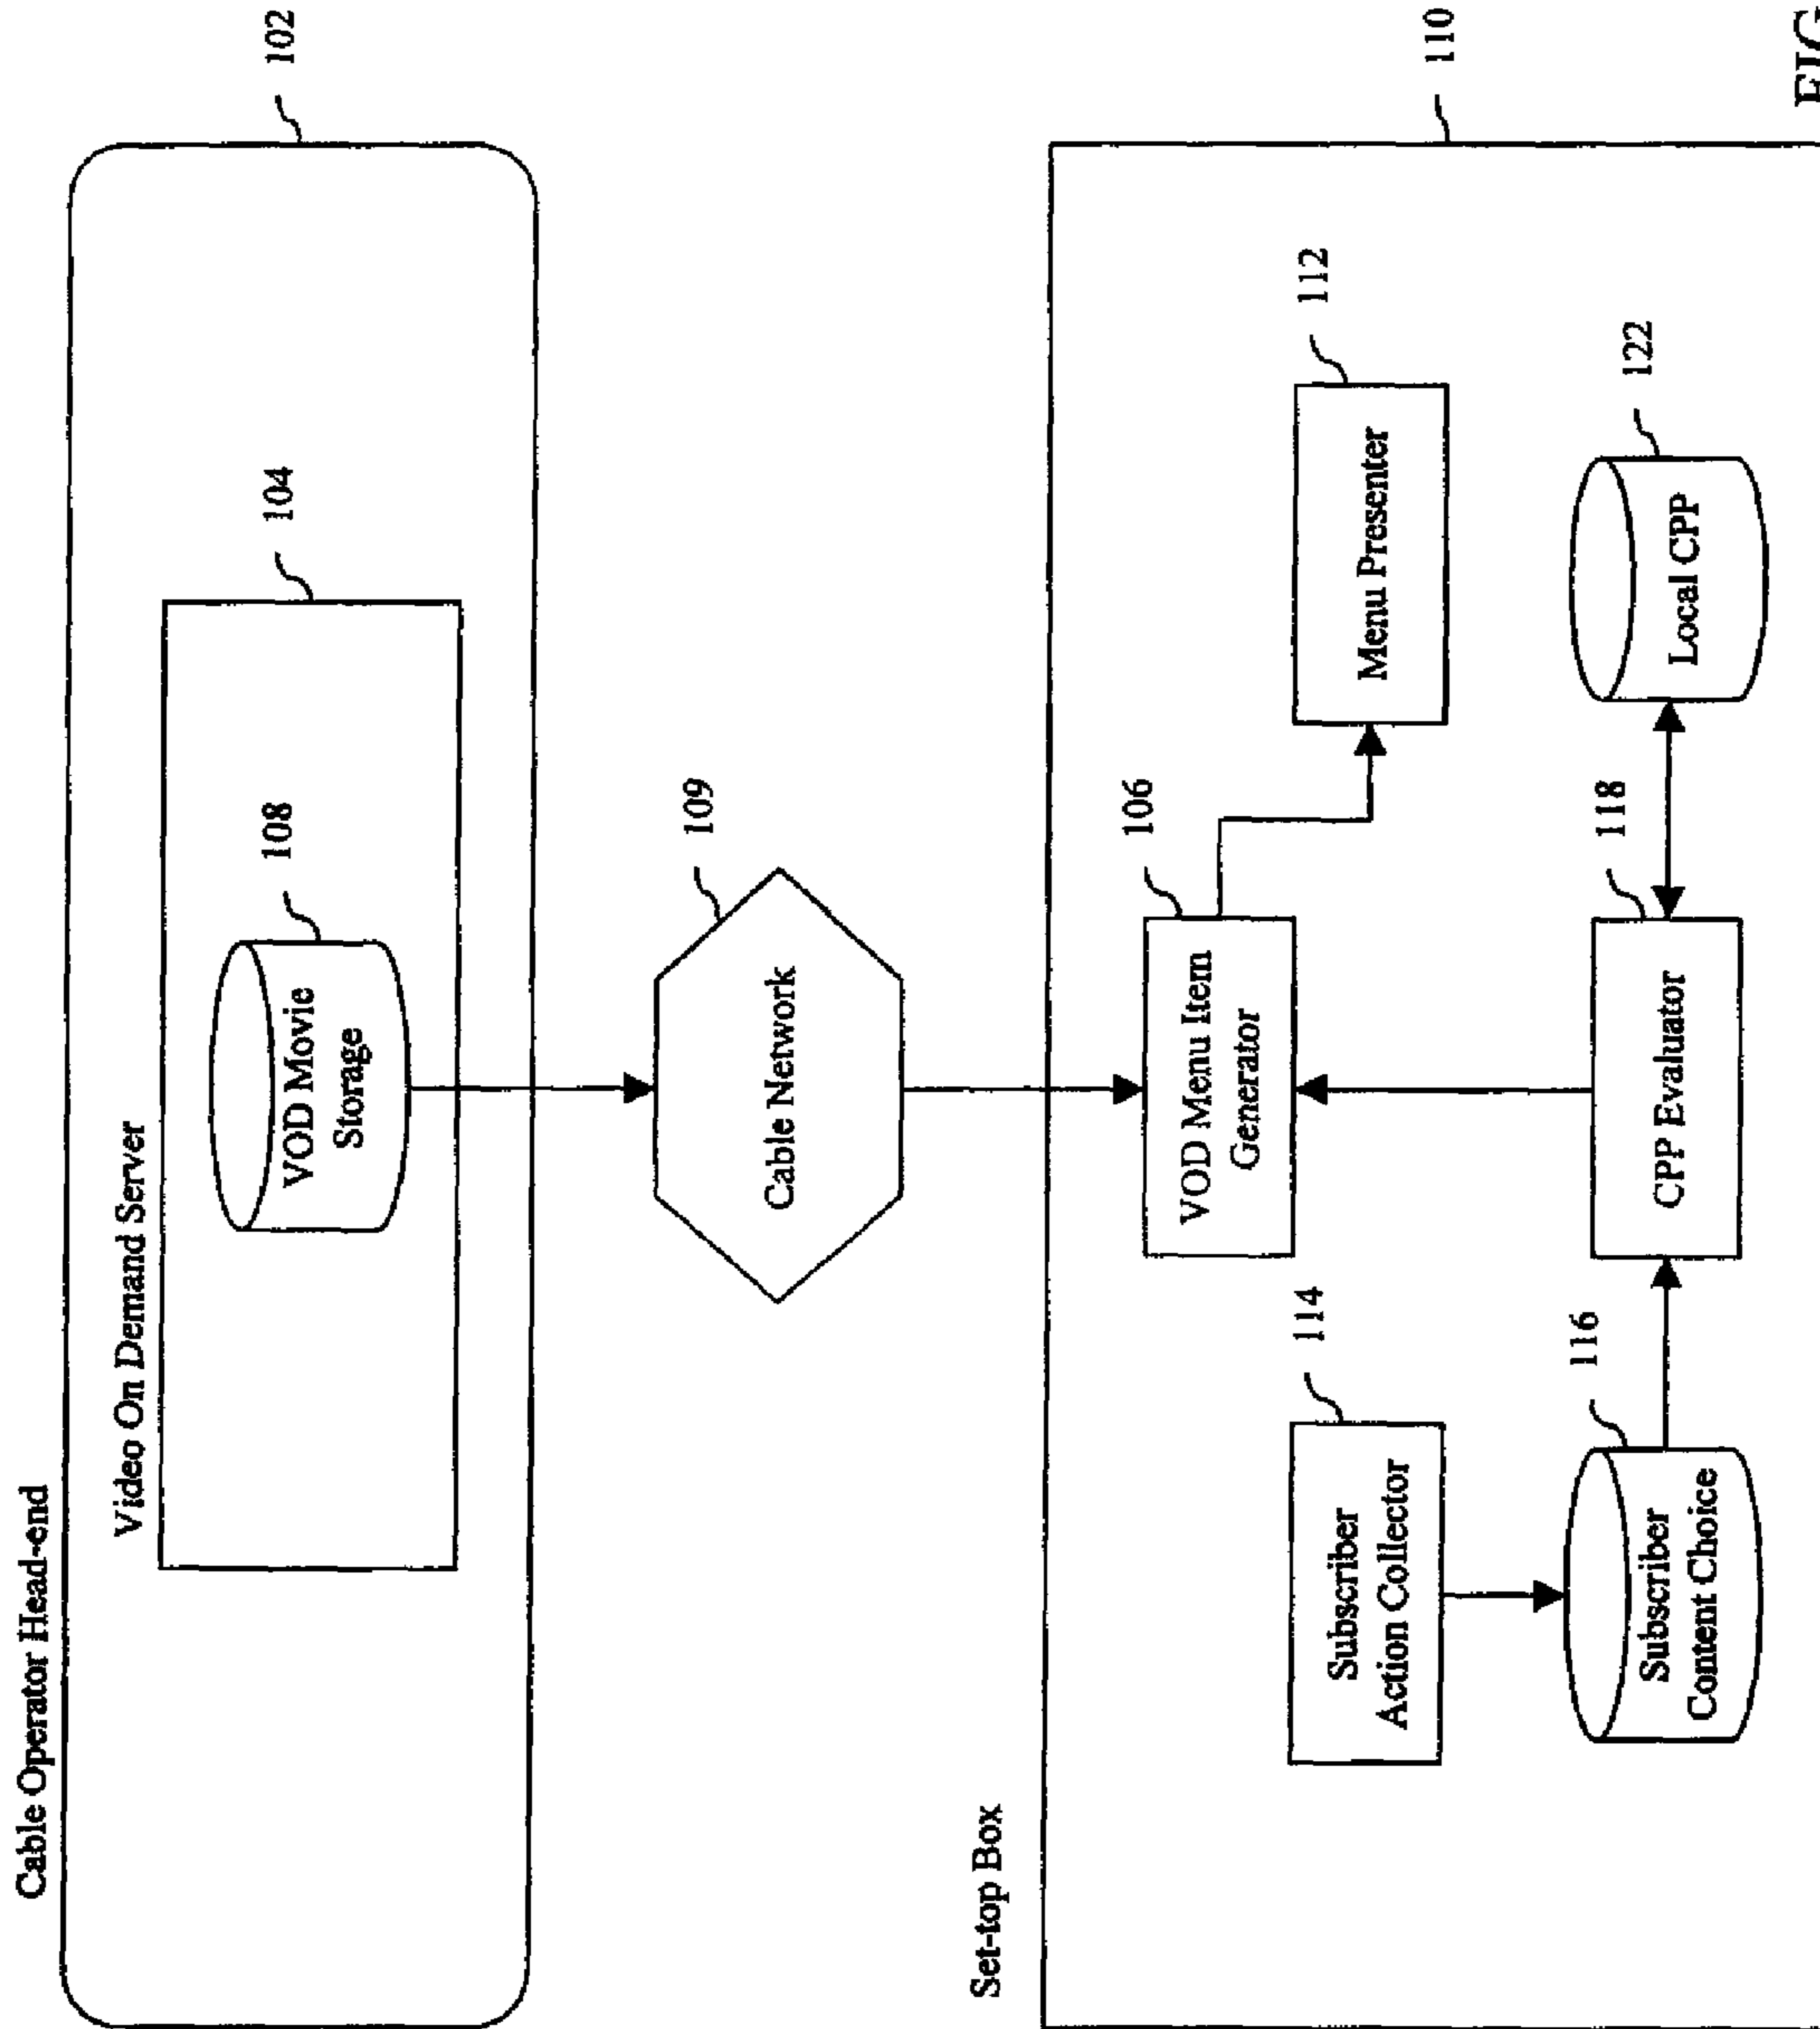 Cable Operator Head-end
102
Video On Demand Server
104
108
VOD Movie
Storage
109
Cable Network
Set-top Box
110
106
VOD Menu Item
Generator
112
Menu Presenter
114
Subscriber
Action Collector
116
Subscriber
Content Choice
118
CPP Evaluator
122
Local CPP
FIG